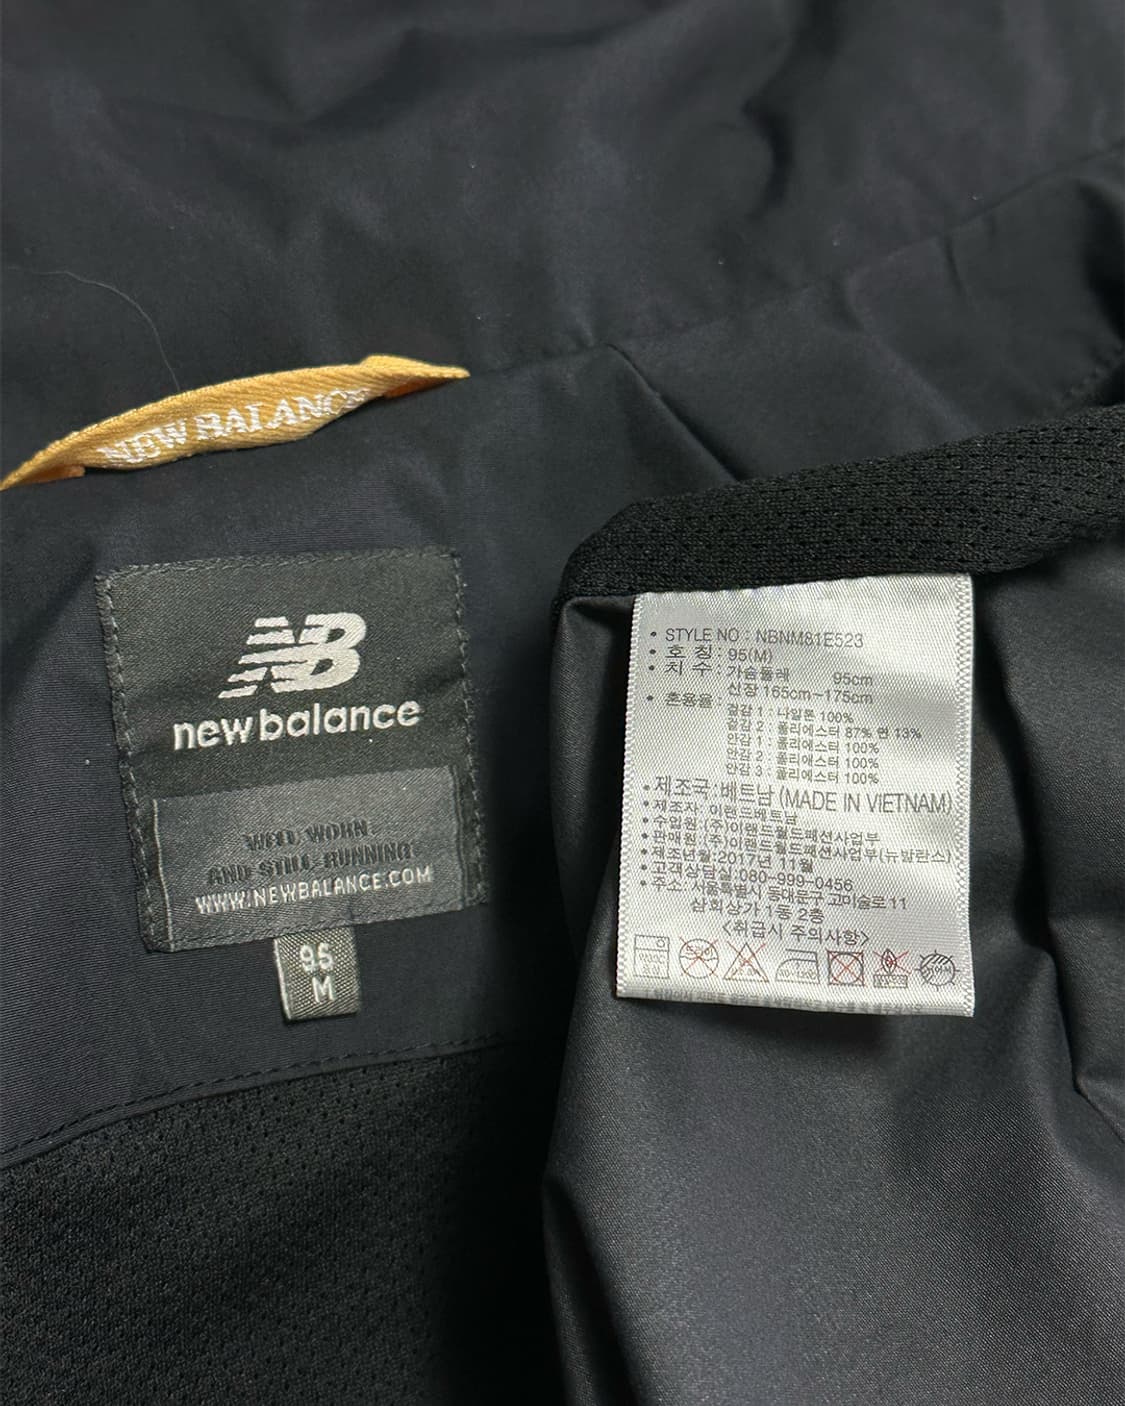 NEW BALANCE
NB
new balance
WELL WORN
AND STILL RUNNING
WWW.NEWBALANCE.COM
95
M
• STYLE NO : NBNM81E523
• 호 칭 : 95(M)
• 치 수 : 가슴둘레 95cm
신장 165cm~175cm
• 혼용율 :
겉감 1 : 나일론 100%
겉감 2 : 폴리에스터 87% 면 13%
안감 1 : 폴리에스터 100%
안감 2 : 폴리에스터 100%
안감 3 : 폴리에스터 100%
• 제조국 : 베트남 (MADE IN VIETNAM)
• 제조자: 이랜드베트남
• 수입원: (주)이랜드월드패션사업부
• 판매원: (주)이랜드월드패션사업부(뉴발란스)
• 제조년월:2017년 11월
• 고객상담실:080-999-0456
• 주소: 서울특별시 동대문구 고미술로11
삼희상가 1동 2층
<취급시 주의사항>